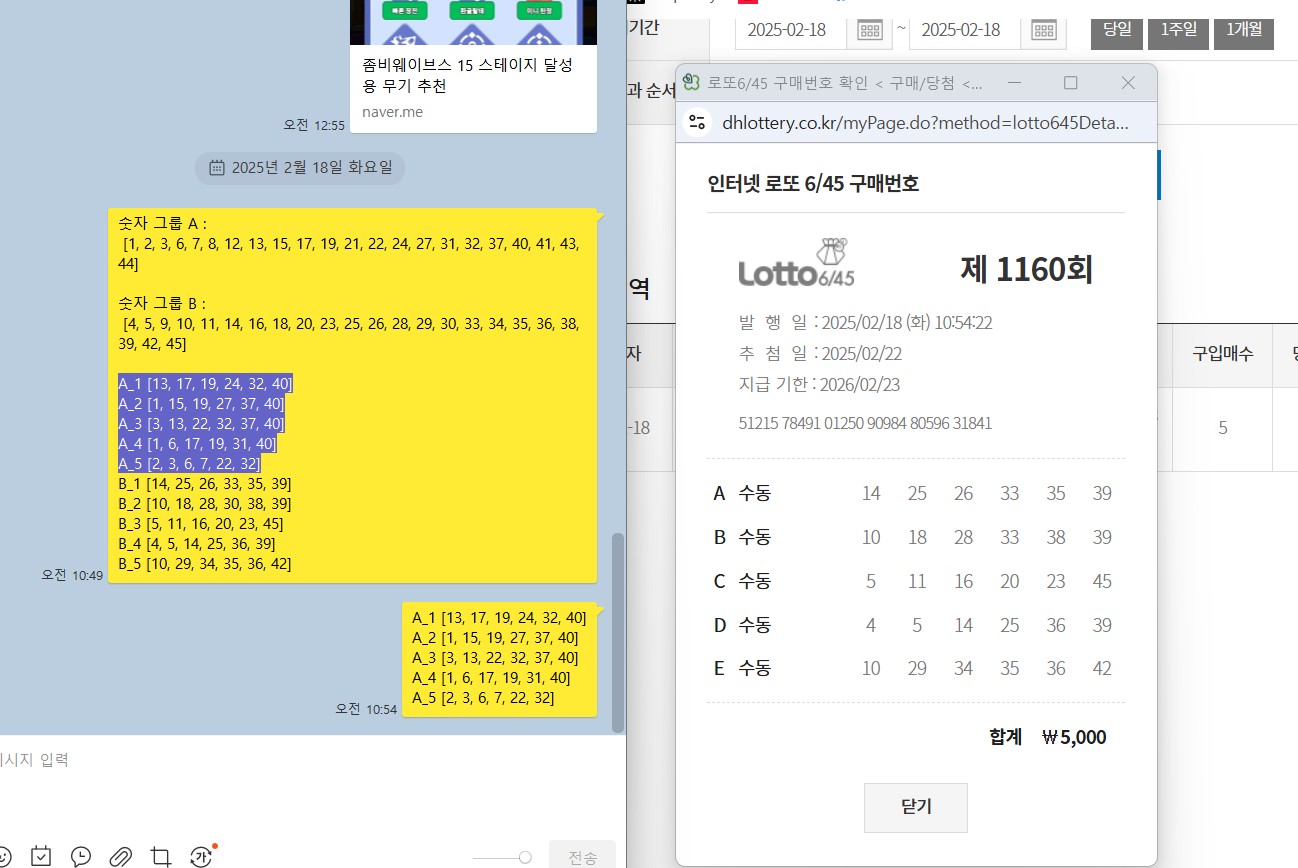 빠른 정진
한글탈태
미니 한정
좀비웨이브스 15 스테이지 달성
용 무기 추천
naver.me
오전 12:55
2025년 2월 18일 화요일
숫자 그룹 A :
[1, 2, 3, 6, 7, 8, 12, 13, 15, 17, 19, 21, 22, 24, 27, 31, 32, 37, 40, 41, 43,
44]
숫자 그룹 B :
[4, 5, 9, 10, 11, 14, 16, 18, 20, 23, 25, 26, 28, 29, 30, 33, 34, 35, 36, 38,
39, 42, 45]
A_1 [13, 17, 19, 24, 32, 40]
A_2 [1, 15, 19, 27, 37, 40]
A_3 [3, 13, 22, 32, 37, 40]
A_4 [1, 6, 17, 19, 31, 40]
A_5 [2, 3, 6, 7, 22, 32]
B_1 [14, 25, 26, 33, 35, 39]
B_2 [10, 18, 28, 30, 38, 39]
B_3 [5, 11, 16, 20, 23, 45]
B_4 [4, 5, 14, 25, 36, 39]
B_5 [10, 29, 34, 35, 36, 42]
오전 10:49
A_1 [13, 17, 19, 24, 32, 40]
A_2 [1, 15, 19, 27, 37, 40]
A_3 [3, 13, 22, 32, 37, 40]
A_4 [1, 6, 17, 19, 31, 40]
A_5 [2, 3, 6, 7, 22, 32]
오전 10:54
시지 입력
가
전송
기간
2025-02-18 ~ 2025-02-18 당일 1주일 1개월
과 순서
역
자
구입매수
-18
5
로또6/45 구매번호 확인 < 구매/당첨 <...
dhlottery.co.kr/myPage.do?method=lotto645Deta...
인터넷 로또 6/45 구매번호
Lotto6/45 제 1160회
발 행 일 : 2025/02/18 (화) 10:54:22
추 첨 일 : 2025/02/22
지급 기한 : 2026/02/23
51215 78491 01250 90984 80596 31841
A 수동 14 25 26 33 35 39
B 수동 10 18 28 33 38 39
C 수동 5 11 16 20 23 45
D 수동 4 5 14 25 36 39
E 수동 10 29 34 35 36 42
합계 ₩5,000
닫기